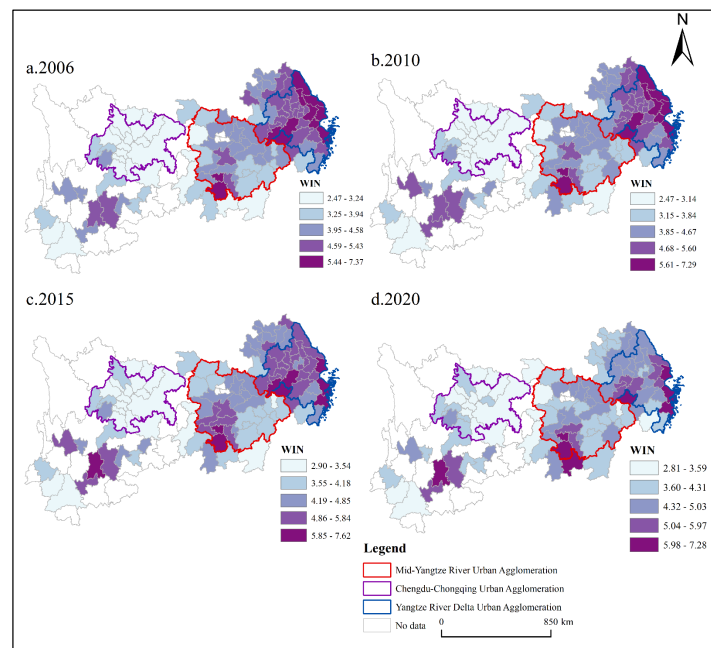 N
a.2006
WIN
2.47 - 3.24
3.25 - 3.94
3.95 - 4.58
4.59 - 5.43
5.44 - 7.37
b.2010
WIN
2.47 - 3.14
3.15 - 3.84
3.85 - 4.67
4.68 - 5.60
5.61 - 7.29
c.2015
WIN
2.90 - 3.54
3.55 - 4.18
4.19 - 4.85
4.86 - 5.84
5.85 - 7.62
d.2020
WIN
2.81 - 3.59
3.60 - 4.31
4.32 - 5.03
5.04 - 5.97
5.98 - 7.28
Legend
Mid-Yangtze River Urban Agglomeration
Chengdu-Chongqing Urban Agglomeration
Yangtze River Delta Urban Agglomeration
No data
0 850 km